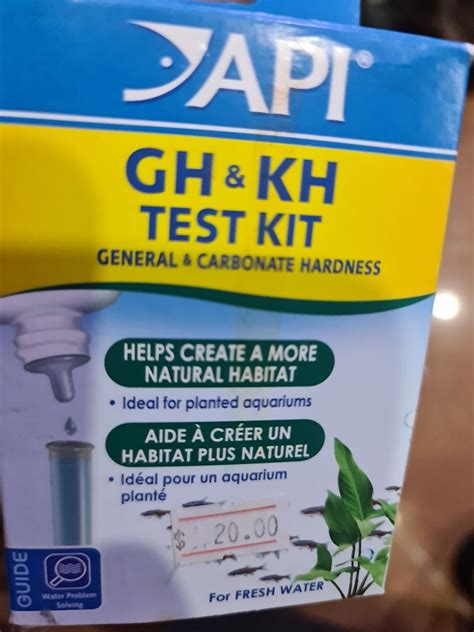 API®
GH & KH
TEST KIT
GENERAL & CARBONATE HARDNESS
HELPS CREATE A MORE
NATURAL HABITAT
• Ideal for planted aquariums
AIDE À CRÉER UN
HABITAT PLUS NATUREL
• Idéal pour un aquarium
planté
$ 20.00
GUIDE
Water Problem
Solving
For FRESH WATER